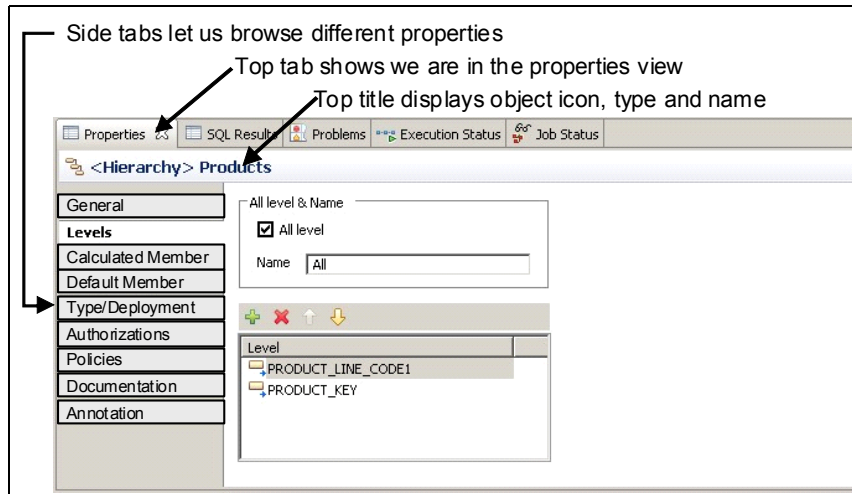 Side tabs let us browse different properties
Top tab shows we are in the properties view
Top title displays object icon, type and name
Properties SQL Results Problems Execution Status Job Status
<Hierarchy> Products
General
Levels
Calculated Member
Default Member
Type/Deployment
Authorizations
Policies
Documentation
Annotation
All level & Name
All level
Name All
Level
PRODUCT_LINE_CODE1
PRODUCT_KEY